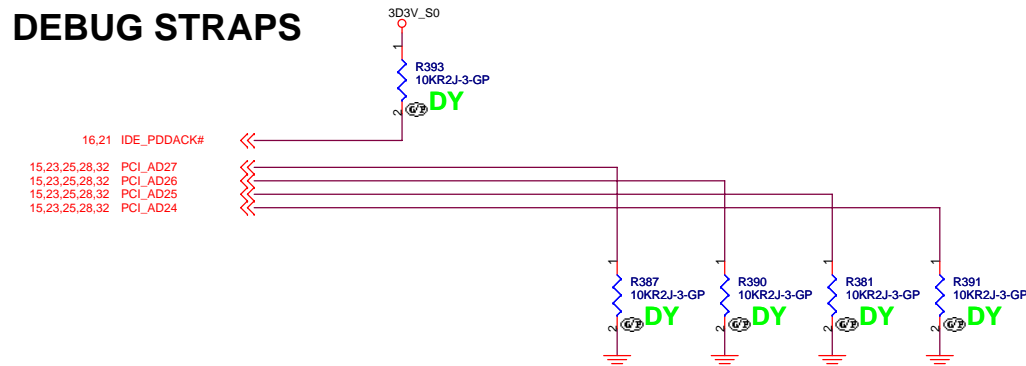 DEBUG STRAPS
3D3V_S0
1
R393
10KR2J-3-GP
2
G/P
DY
16,21 IDE_PDDACK#
15,23,25,28,32 PCI_AD27
15,23,25,28,32 PCI_AD26
15,23,25,28,32 PCI_AD25
15,23,25,28,32 PCI_AD24
1 1 1 1
R387 R390 R381 R391
10KR2J-3-GP 10KR2J-3-GP 10KR2J-3-GP 10KR2J-3-GP
2 G/P DY 2 G/P DY 2 G/P DY 2 G/P DY